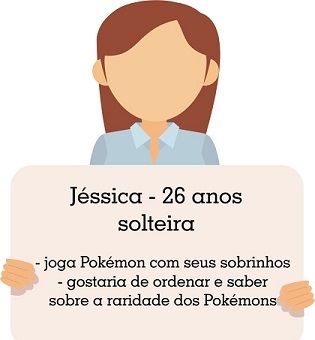 Jéssica - 26 anos
solteira
- joga Pokémon com seus sobrinhos
- gostaria de ordenar e saber
sobre a raridade dos Pokémons